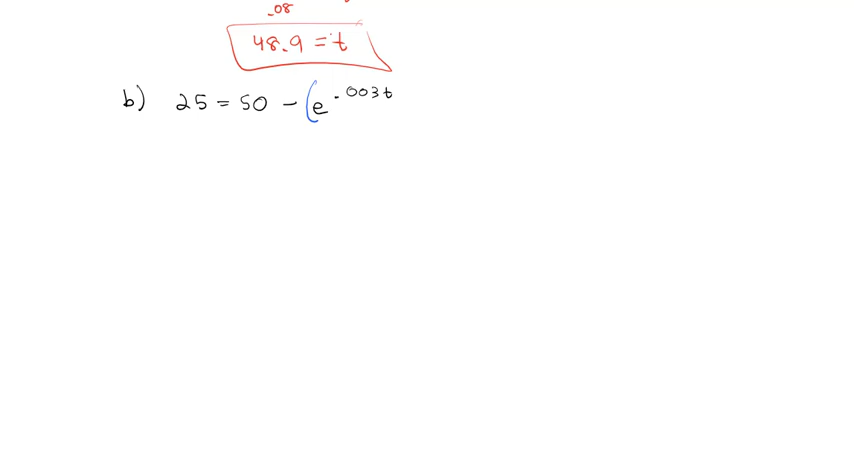 .08
48.9 = t
b) 25 = 50 - (e^.003t